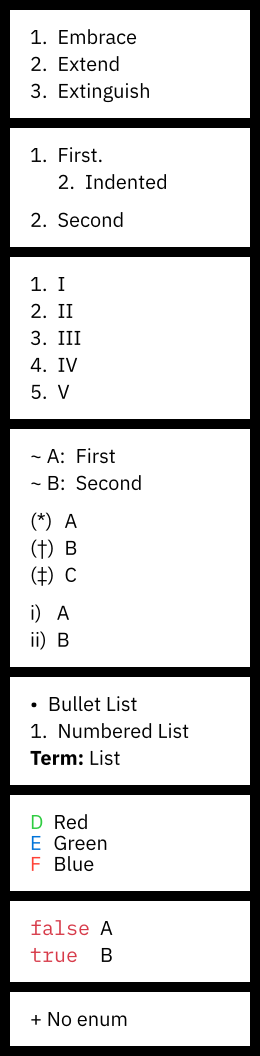 1. Embrace
2. Extend
3. Extinguish
1. First.
2. Indented
2. Second
1. I
2. II
3. III
4. IV
5. V
~ A: First
~ B: Second
(*) A
(†) B
(‡) C
i) A
ii) B
• Bullet List
1. Numbered List
Term: List
D Red
E Green
F Blue
false A
true B
+ No enum